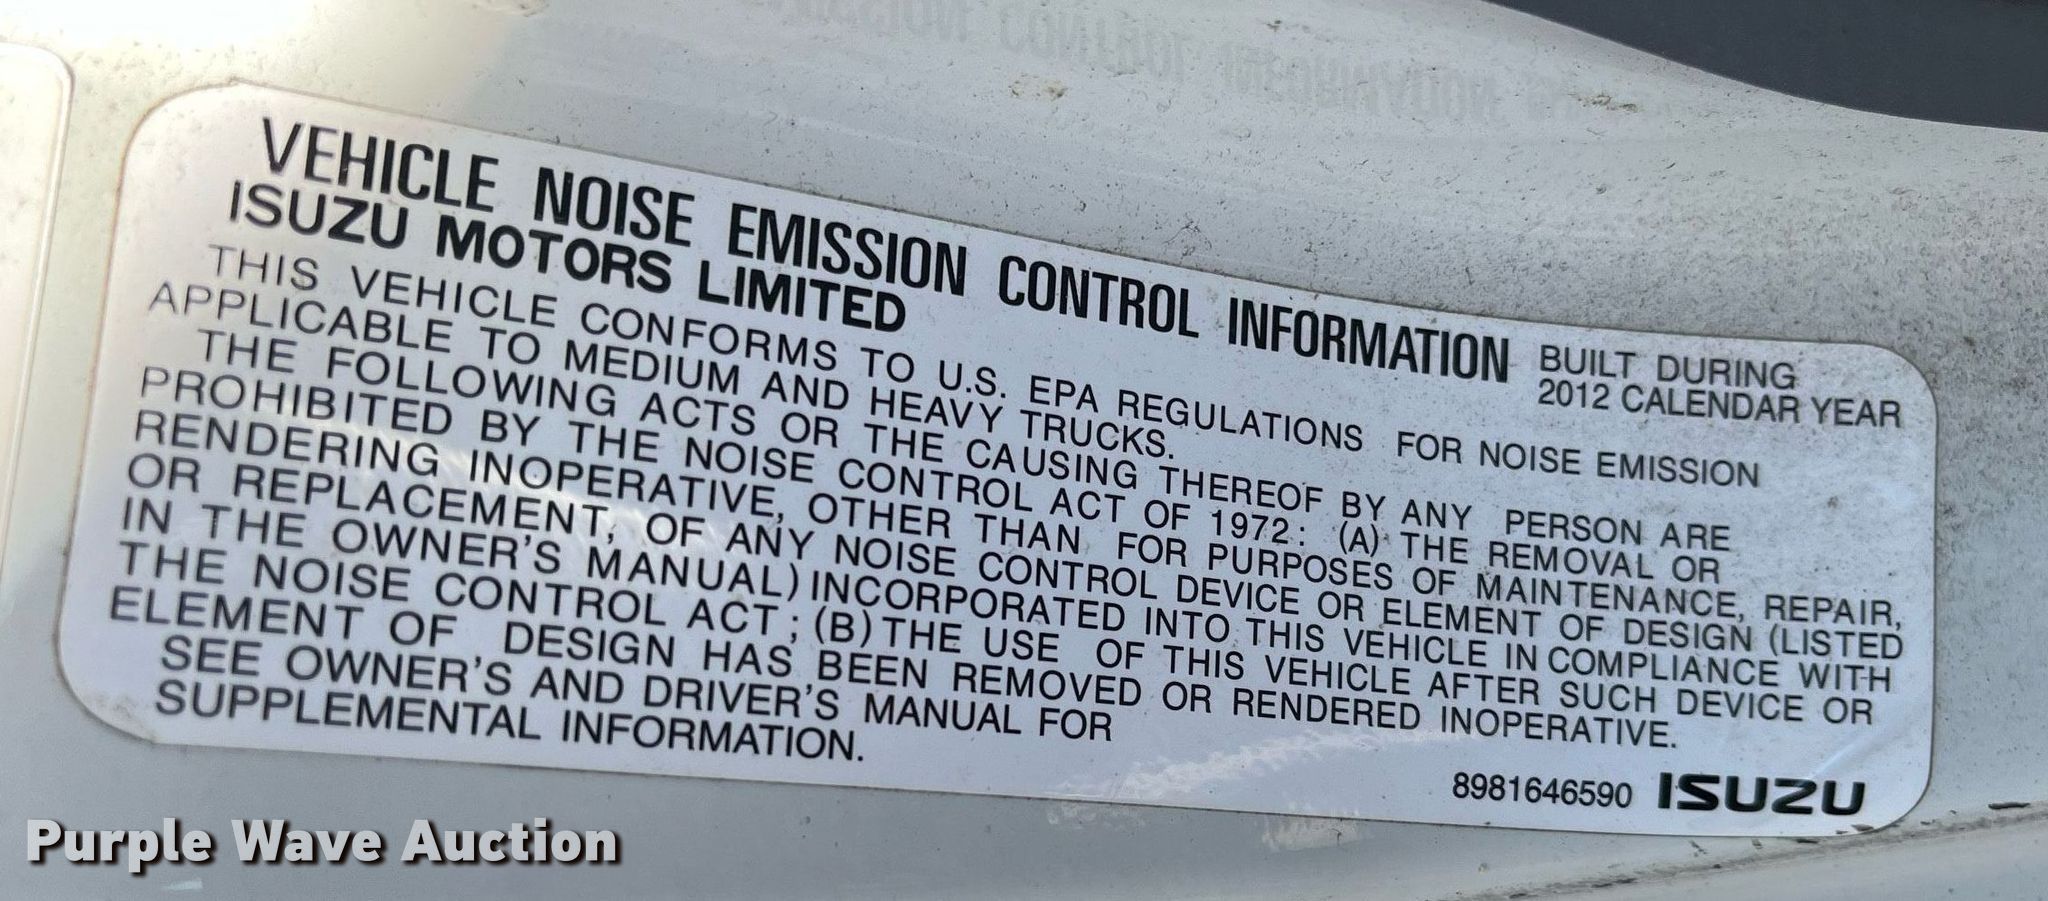 VEHICLE NOISE EMISSION CONTROL INFORMATION
BUILT DURING
2012 CALENDAR YEAR
ISUZU MOTORS LIMITED
THIS VEHICLE CONFORMS TO U.S. EPA REGULATIONS FOR NOISE EMISSION
APPLICABLE TO MEDIUM AND HEAVY TRUCKS.
THE FOLLOWING ACTS OR THE CAUSING THEREOF BY ANY PERSON ARE
PROHIBITED BY THE NOISE CONTROL ACT OF 1972: (A) THE REMOVAL OR
RENDERING INOPERATIVE, OTHER THAN FOR PURPOSES OF MAINTENANCE, REPAIR,
OR REPLACEMENT, OF ANY NOISE CONTROL DEVICE OR ELEMENT OF DESIGN (LISTED
IN THE OWNER'S MANUAL) INCORPORATED INTO THIS VEHICLE IN COMPLIANCE WITH
THE NOISE CONTROL ACT; (B) THE USE OF THIS VEHICLE AFTER SUCH DEVICE OR
ELEMENT OF DESIGN HAS BEEN REMOVED OR RENDERED INOPERATIVE.
SEE OWNER'S AND DRIVER'S MANUAL FOR
SUPPLEMENTAL INFORMATION.
8981646590 ISUZU
Purple Wave Auction